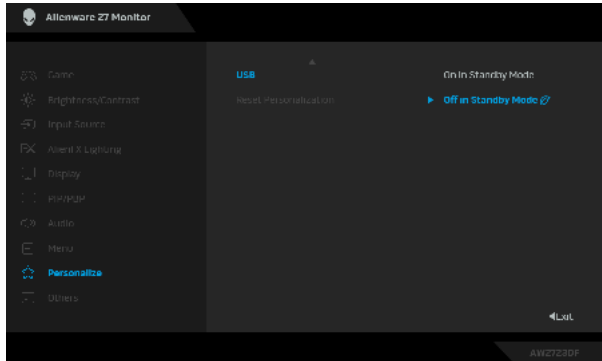 Alienware 27 Monitor
Game
Brightness/Contrast
Input Source
AlienFX Lighting
Display
PIP/PBP
Audio
Menu
Personalize
Others
USB
Reset Personalization
On in Standby Mode
Off in Standby Mode
Exit
AW2723DF